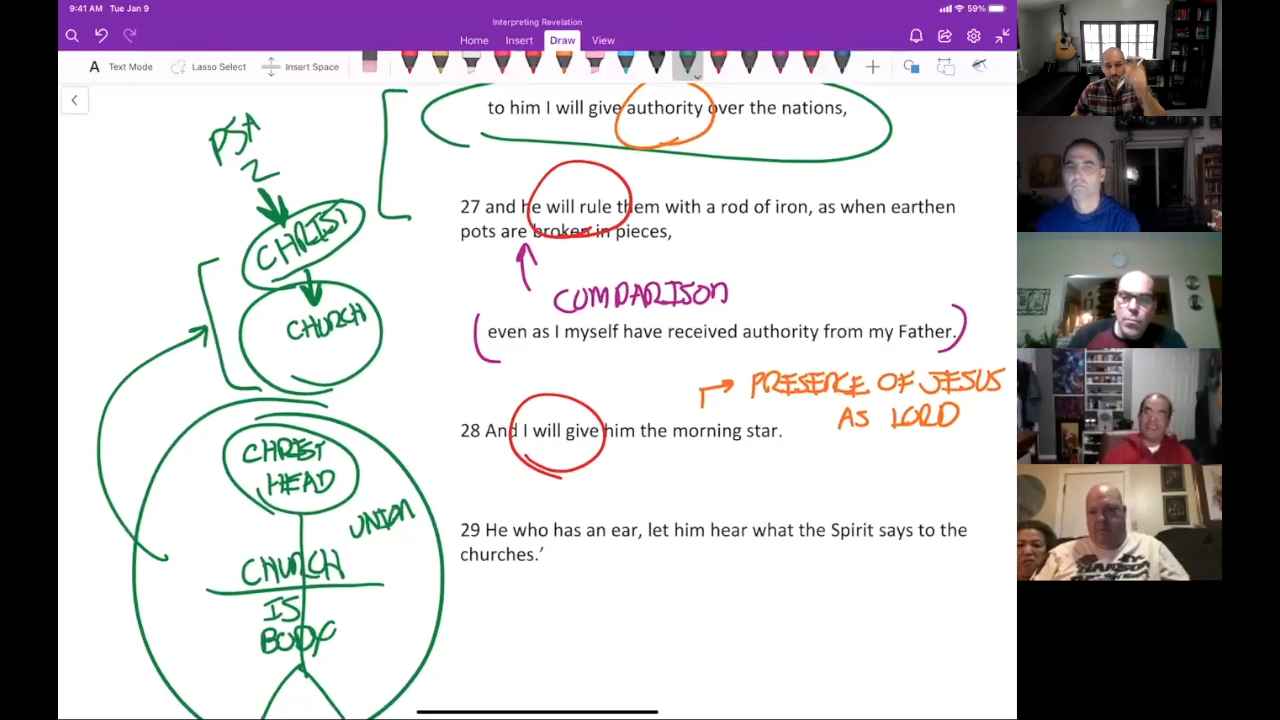 9:41 AM Tue Jan 9
59%
Interpreting Revelation
Home Insert Draw View
A Text Mode Lasso Select Insert Space
to him I will give authority over the nations,
PSA
2
27 and he will rule them with a rod of iron, as when earthen
pots are broken in pieces,
CHRIST
CHURCH
COMPARISON
even as I myself have received authority from my Father.
PRESENCE OF JESUS
AS LORD
28 And I will give him the morning star.
CHRIST
HEAD
UNION
29 He who has an ear, let him hear what the Spirit says to the
churches.’
CHURCH
IS
BODY